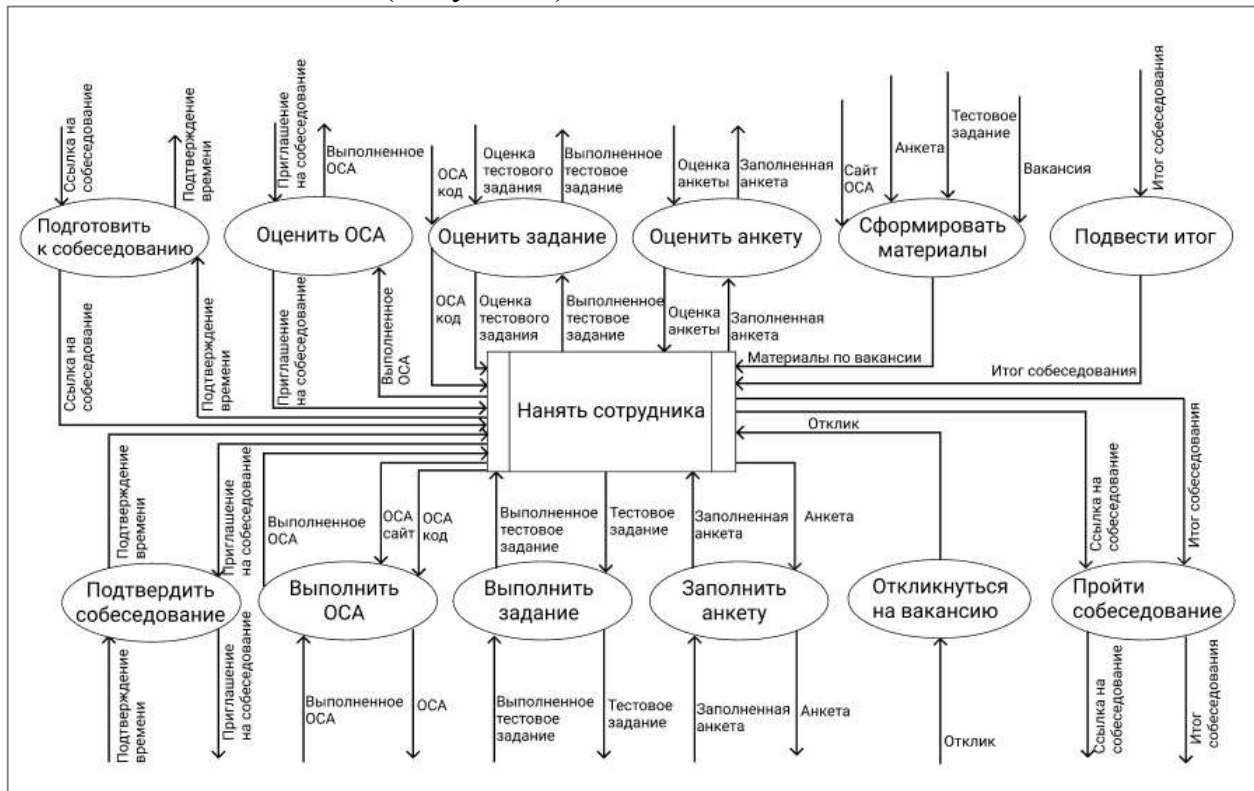 Ссылка на
собеседование
Подтверждение
времени
Приглашение
на собеседование
Выполненное
ОСА
ОСА
код
Оценка
тестового
задания
Выполненное
тестовое
задание
Оценка
анкеты
Заполненная
анкета
Сайт
ОСА
Анкета
Тестовое
задание
Вакансия
Итог собеседования
Подготовить
к собеседованию
Оценить ОСА
Оценить задание
Оценить анкету
Сформировать
материалы
Подвести итог
Ссылка на
собеседование
Подтверждение
времени
Приглашение
на собеседование
Выполненное
ОСА
ОСА
код
Оценка
тестового
задания
Выполненное
тестовое
задание
Оценка
анкеты
Заполненная
анкета
Материалы по вакансии
Итог собеседования
Нанять сотрудника
Отклик
Подтверждение
времени
Приглашение
на собеседование
Выполненное
ОСА
ОСА
сайт
ОСА
код
Выполненное
тестовое
задание
Тестовое
задание
Заполненная
анкета
Анкета
Ссылка на
собеседование
Итог собеседования
Подтвердить
собеседование
Выполнить
ОСА
Выполнить
задание
Заполнить
анкету
Откликнуться
на вакансию
Пройти
собеседование
Подтверждение
времени
Приглашение
на собеседование
Выполненное
ОСА
ОСА
Выполненное
тестовое
задание
Тестовое
задание
Заполненная
анкета
Анкета
Отклик
Ссылка на
собеседование
Итог
собеседования